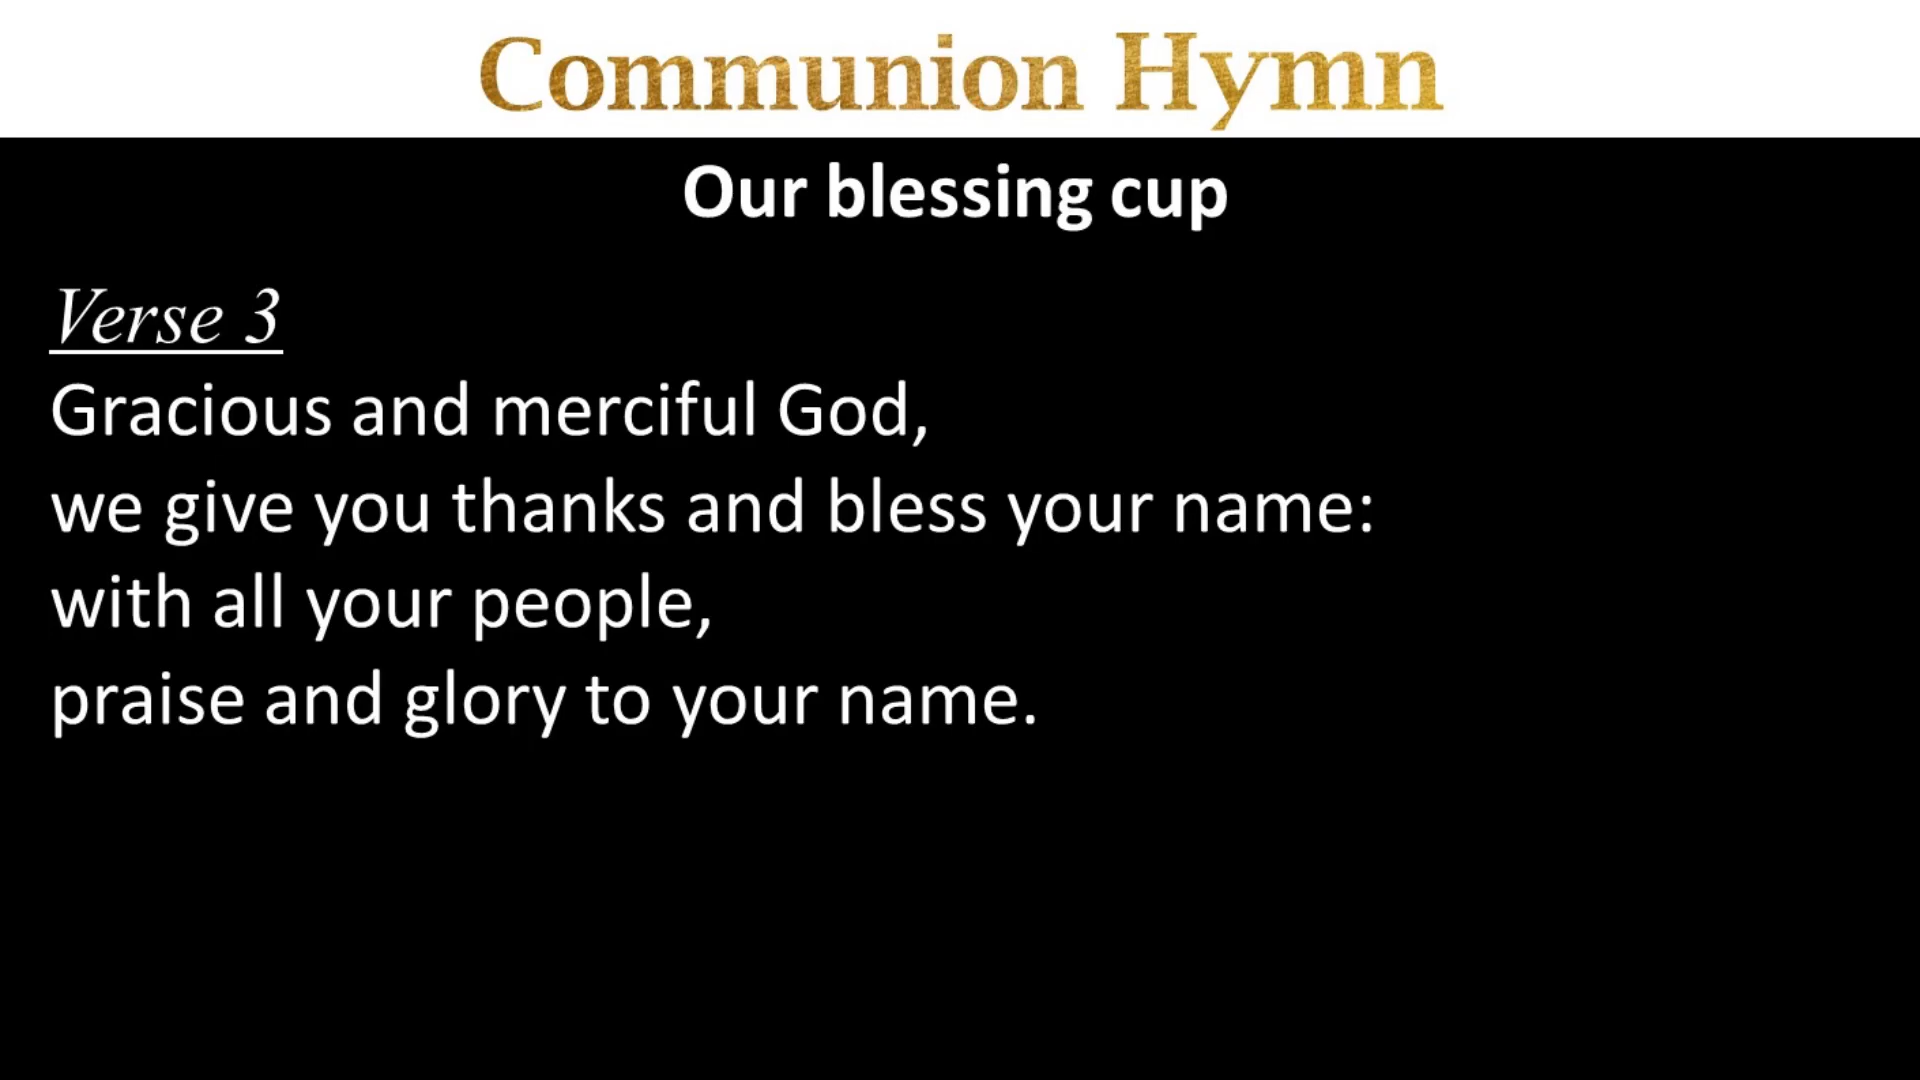 Communion Hymn
Our blessing cup
Verse 3
Gracious and merciful God,
we give you thanks and bless your name:
with all your people,
praise and glory to your name.